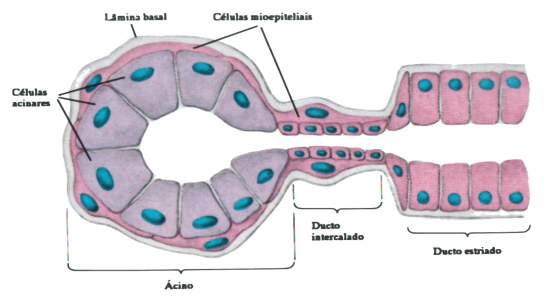 Lâmina basal
Células mioepiteliais
Células
acinares
Ducto
intercalado
Ducto estriado
Ácino